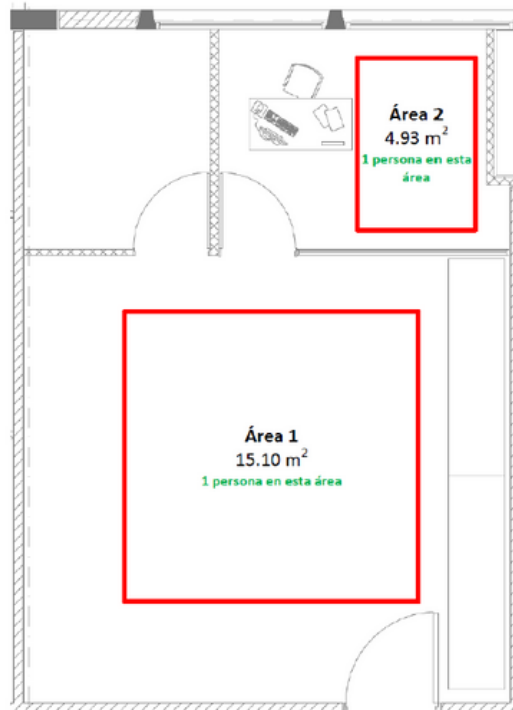 Área 2
4.93 m²
1 persona en esta
área
Área 1
15.10 m²
1 persona en esta área